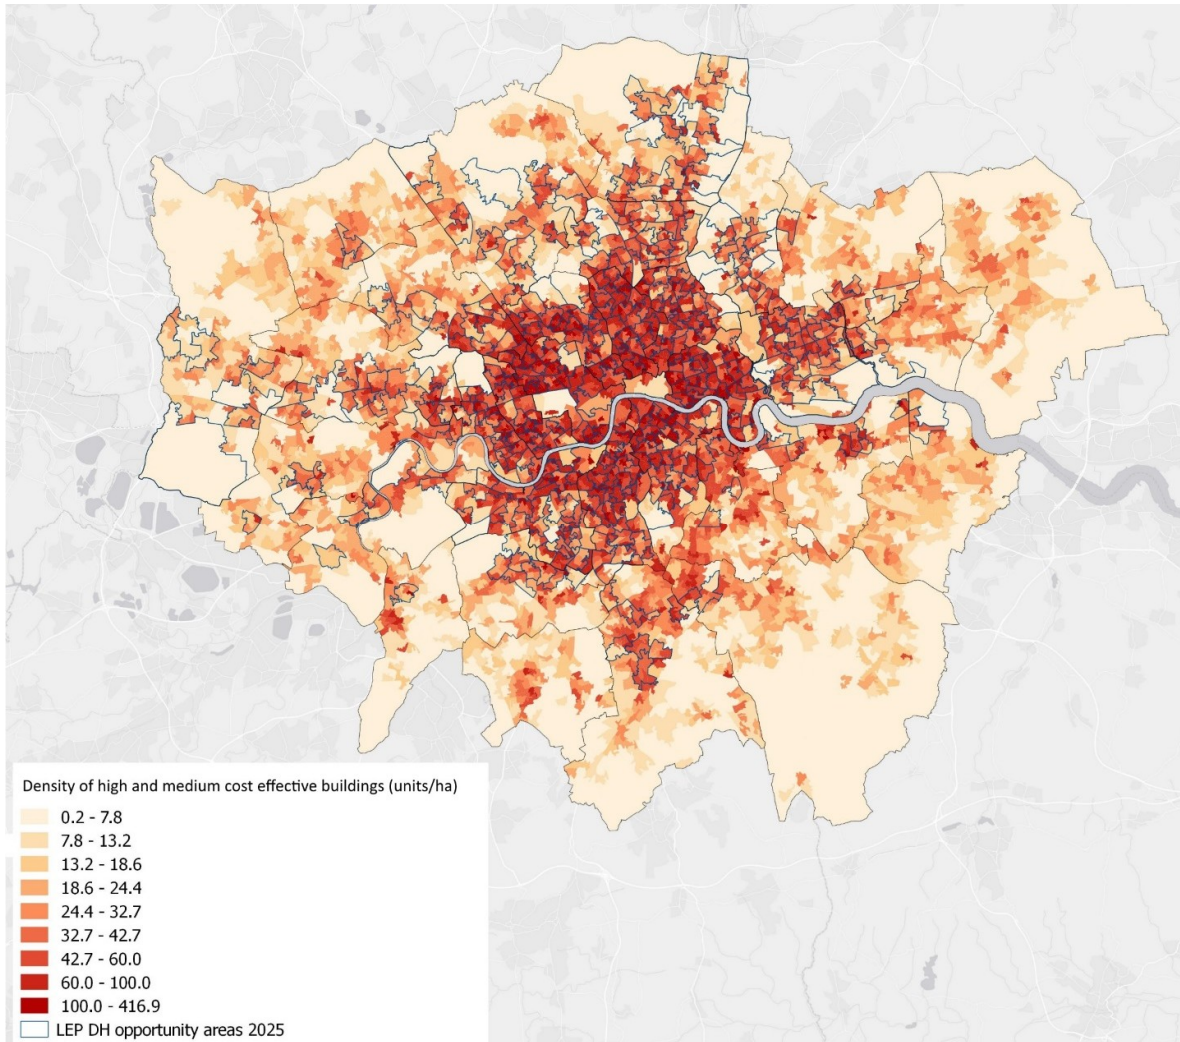 Density of high and medium cost effective buildings (units/ha)
0.2 - 7.8
7.8 - 13.2
13.2 - 18.6
18.6 - 24.4
24.4 - 32.7
32.7 - 42.7
42.7 - 60.0
60.0 - 100.0
100.0 - 416.9
LEP DH opportunity areas 2025